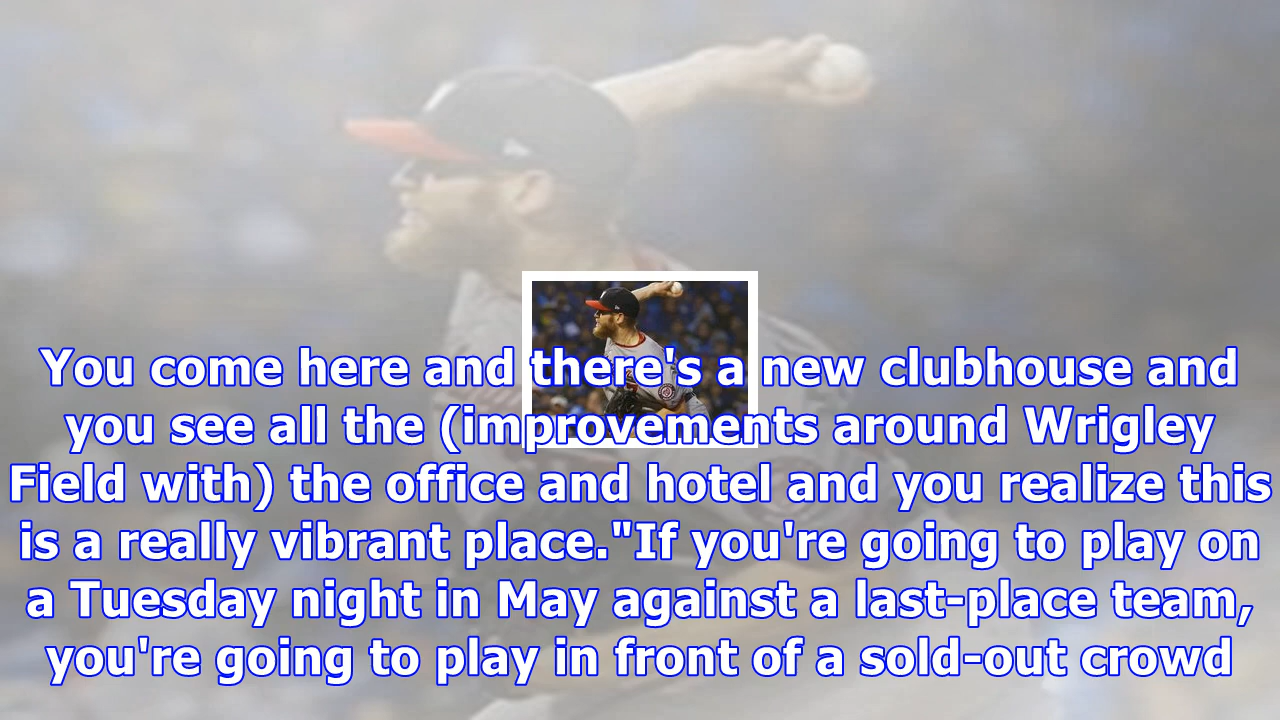 You come here and there's a new clubhouse and
you see all the (improvements around Wrigley
Field with) the office and hotel and you realize this
is a really vibrant place."If you're going to play on
a Tuesday night in May against a last-place team,
you're going to play in front of a sold-out crowd